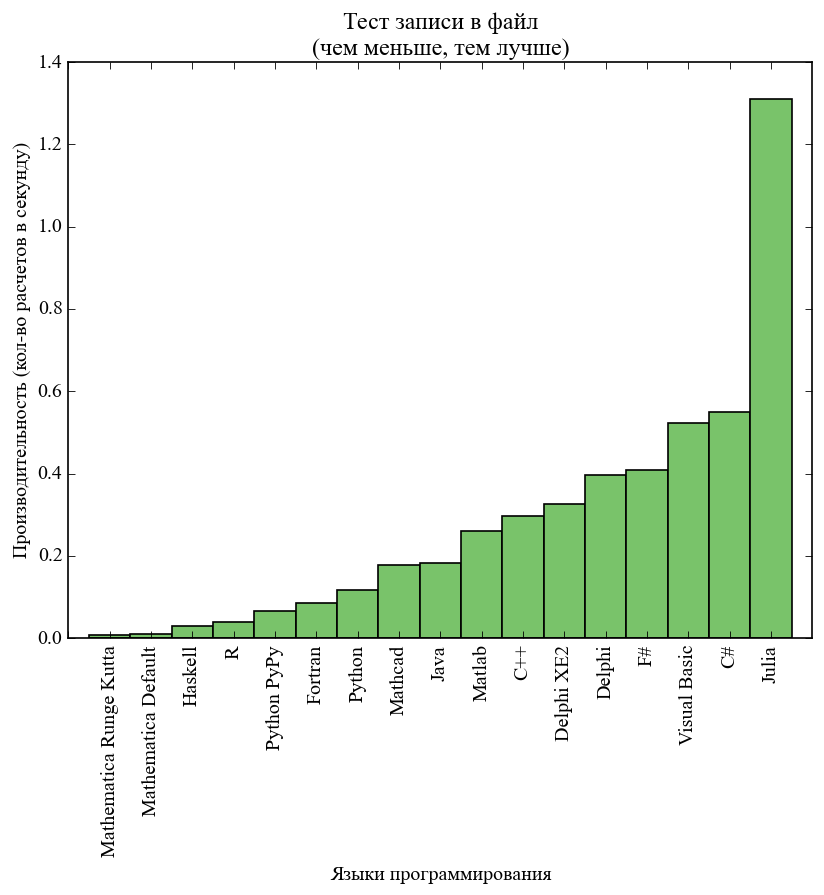 Тест записи в файл
(чем меньше, тем лучше)
Производительность (кол-во расчетов в секунду)
1.4
1.2
1.0
0.8
0.6
0.4
0.2
0.0
Mathematica Runge Kutta
Mathematica Default
Haskell
R
Python PyPy
Fortran
Python
Mathcad
Java
Matlab
C++
Delphi XE2
Delphi
F#
Visual Basic
C#
Julia
Языки программирования